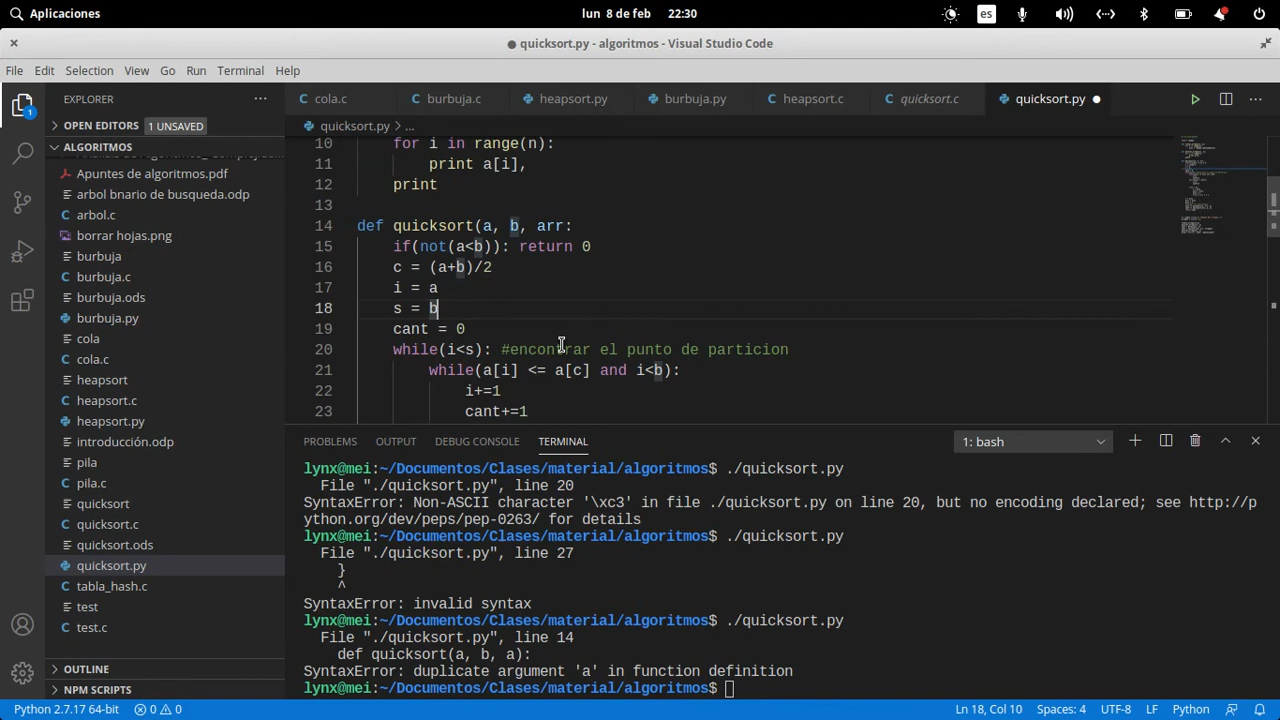 Aplicaciones
lun 8 de feb 22:30
es
● quicksort.py - algoritmos - Visual Studio Code
File Edit Selection View Go Run Terminal Help
1
EXPLORER
OPEN EDITORS 1 UNSAVED
ALGORITMOS
Apuntes de algoritmos.pdf
arbol bnario de busqueda.odp
arbol.c
borrar hojas.png
burbuja
burbuja.c
burbuja.ods
burbuja.py
cola
cola.c
heapsort
heapsort.c
heapsort.py
introducción.odp
pila
pila.c
quicksort
quicksort.c
quicksort.ods
quicksort.py
tabla_hash.c
test
test.c
OUTLINE
NPM SCRIPTS
cola.c burbuja.c heapsort.py burbuja.py heapsort.c quicksort.c quicksort.py
quicksort.py > ...
10 for i in range(n):
11 print a[i],
12 print
13
14 def quicksort(a, b, arr:
15 if(not(a<b)): return 0
16 c = (a+b)/2
17 i = a
18 s = b
19 cant = 0
20 while(i<s): #encontrar el punto de particion
21 while(a[i] <= a[c] and i<b):
22 i+=1
23 cant+=1
PROBLEMS OUTPUT DEBUG CONSOLE TERMINAL 1: bash
lynx@mei:~/Documentos/Clases/material/algoritmos$ ./quicksort.py
File "./quicksort.py", line 20
SyntaxError: Non-ASCII character '\xc3' in file ./quicksort.py on line 20, but no encoding declared; see http://p
ython.org/dev/peps/pep-0263/ for details
lynx@mei:~/Documentos/Clases/material/algoritmos$ ./quicksort.py
File "./quicksort.py", line 27
}
^
SyntaxError: invalid syntax
lynx@mei:~/Documentos/Clases/material/algoritmos$ ./quicksort.py
File "./quicksort.py", line 14
def quicksort(a, b, a):
SyntaxError: duplicate argument 'a' in function definition
lynx@mei:~/Documentos/Clases/material/algoritmos$
Python 2.7.17 64-bit 0 0 Ln 18, Col 10 Spaces: 4 UTF-8 LF Python